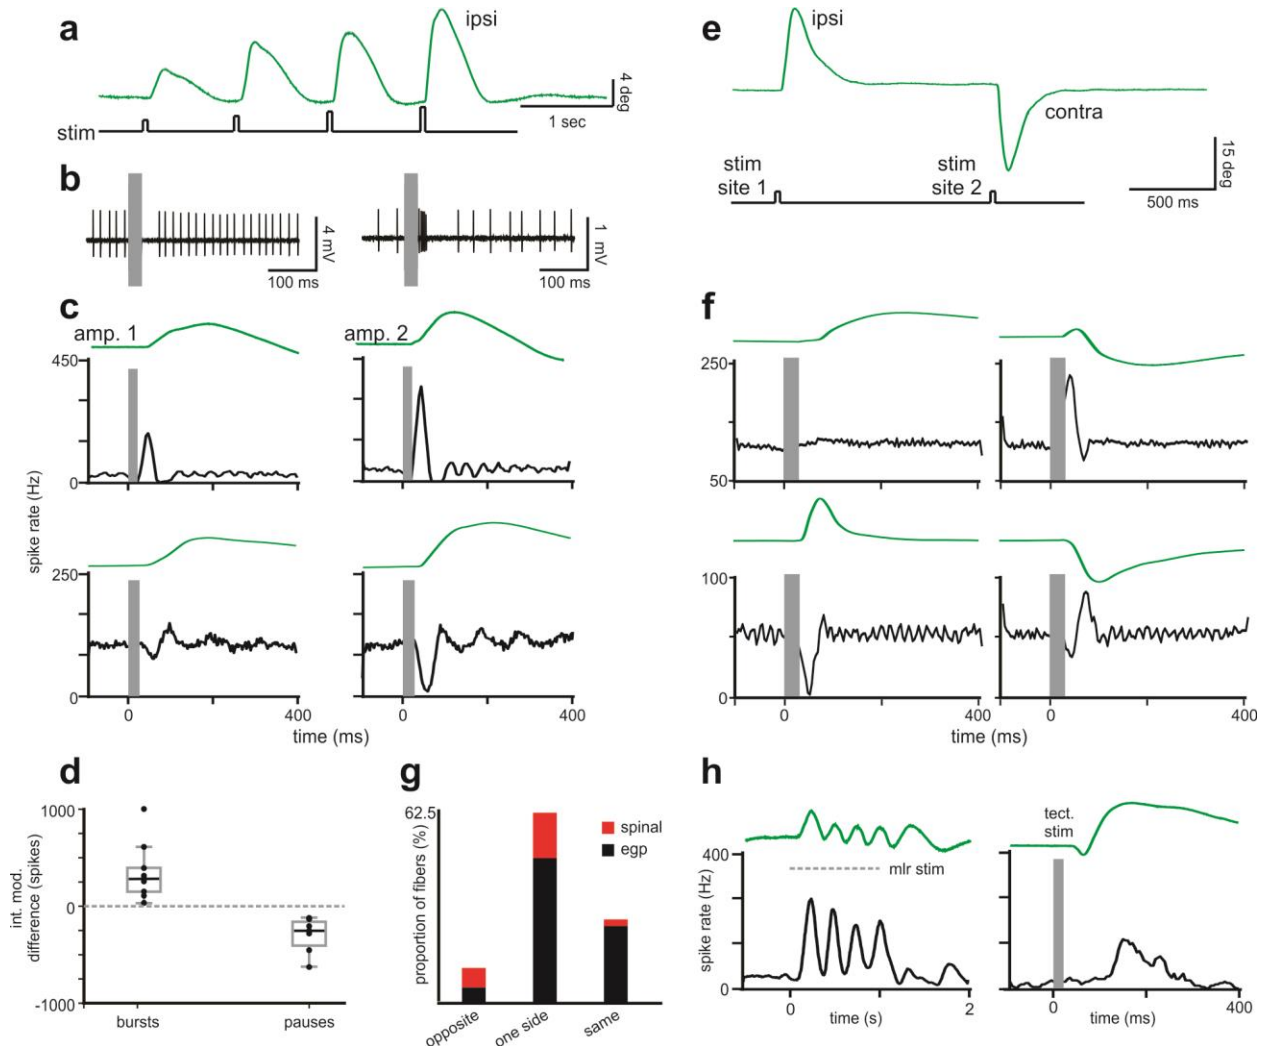 a
ipsi
4 deg
1 sec
stim
b
4 mV
100 ms
1 mV
100 ms
c
amp. 1
amp. 2
450
0
250
0
spike rate (Hz)
0
400
0
400
time (ms)
d
1000
0
-1000
int. mod.
difference (spikes)
bursts
pauses
e
ipsi
contra
stim
site 1
stim
site 2
15 deg
500 ms
f
250
50
100
0
0
400
0
400
time (ms)
g
62.5
proportion of fibers (%)
spinal
egp
opposite
one side
same
h
400
0
spike rate (Hz)
mlr stim
0
2
time (s)
tect.
stim
0
400
time (ms)